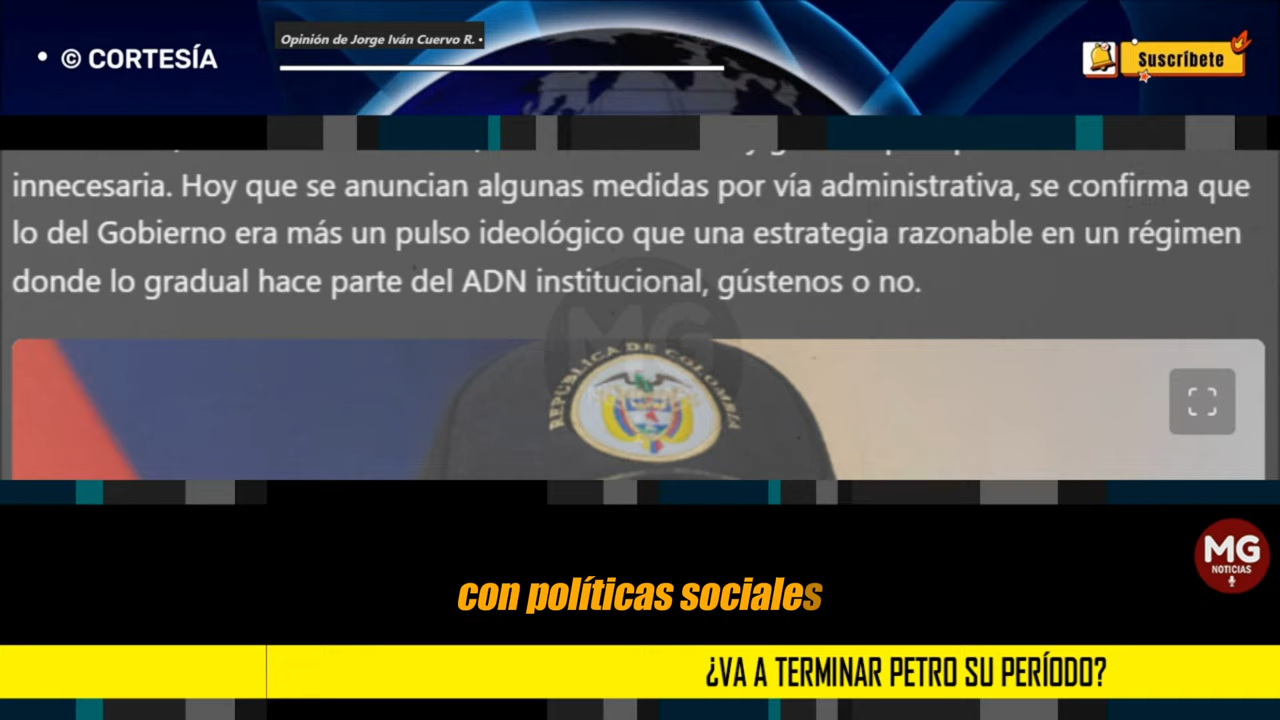 • © CORTESÍA
Opinión de Jorge Iván Cuervo R. •
Suscríbete
innecesaria. Hoy que se anuncian algunas medidas por vía administrativa, se confirma que
lo del Gobierno era más un pulso ideológico que una estrategia razonable en un régimen
donde lo gradual hace parte del ADN institucional, gústenos o no.
MG
REPÚBLICA DE COLOMBIA
MG
NOTICIAS
con políticas sociales
¿VA A TERMINAR PETRO SU PERÍODO?